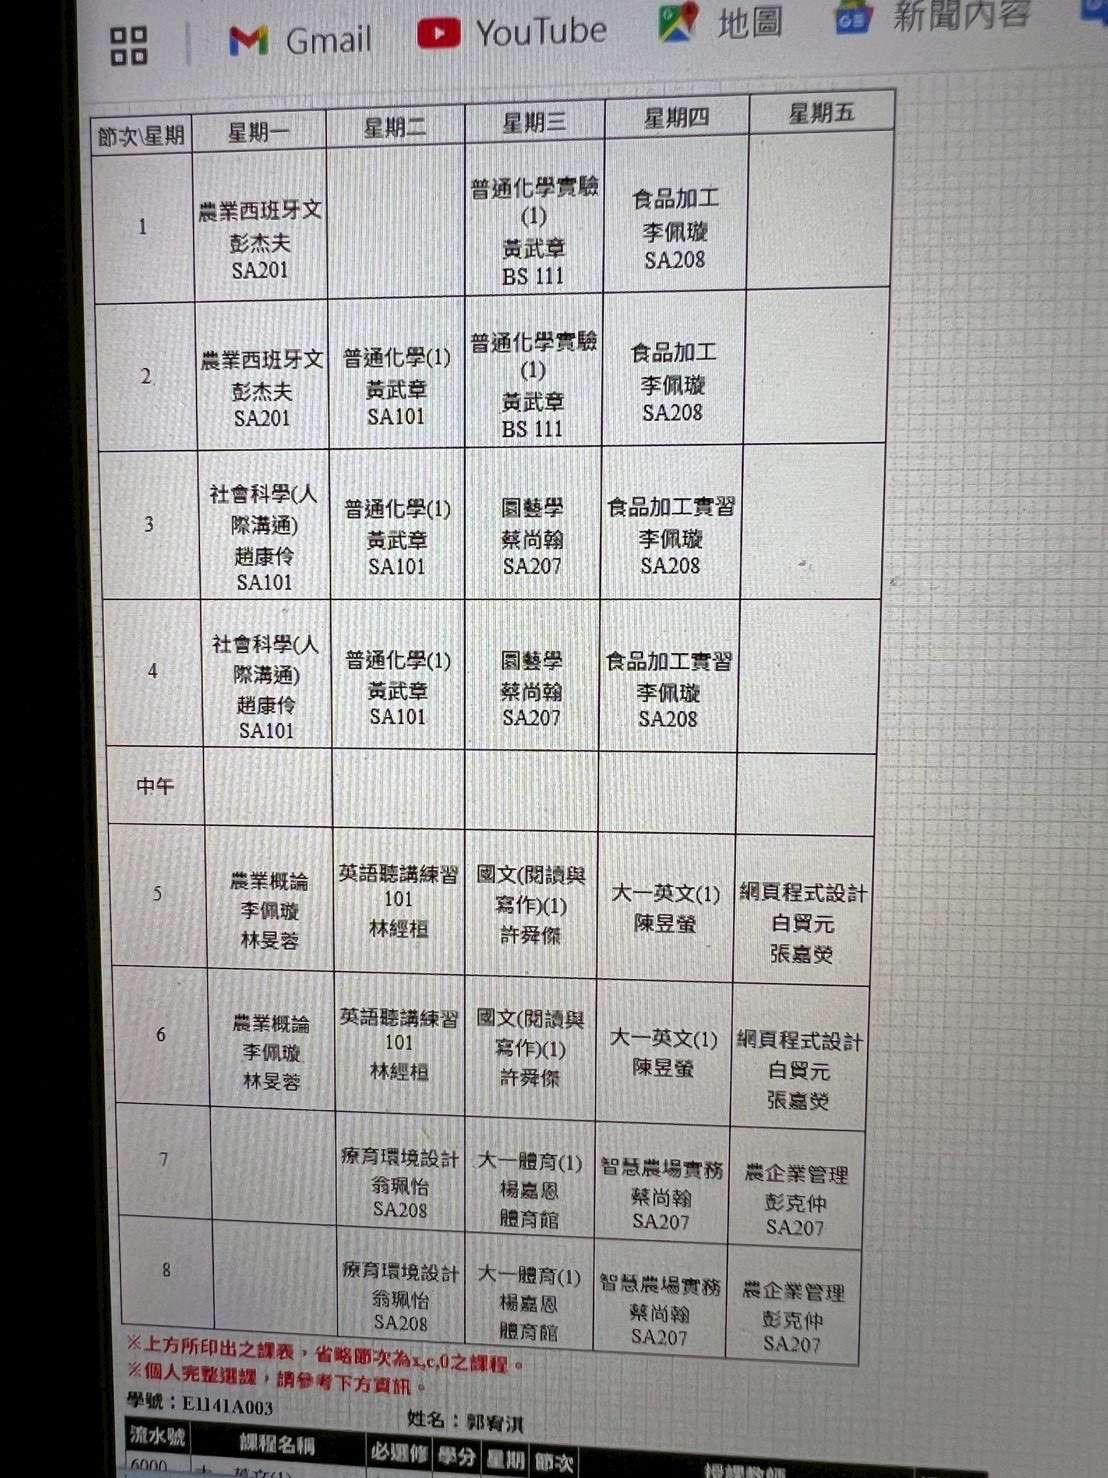 Gmail YouTube 地圖 新聞內容
節次\星期 星期一 星期二 星期三 星期四 星期五
1
農業西班牙文
彭杰夫
SA201
普通化學實驗
(1)
黃武章
BS 111
食品加工
李佩璇
SA208
2
農業西班牙文
彭杰夫
SA201
普通化學(1)
黃武章
SA101
普通化學實驗
(1)
黃武章
BS 111
食品加工
李佩璇
SA208
3
社會科學(人
際溝通)
趙康伶
SA101
普通化學(1)
黃武章
SA101
園藝學
蔡尚翰
SA207
食品加工實習
李佩璇
SA208
4
社會科學(人
際溝通)
趙康伶
SA101
普通化學(1)
黃武章
SA101
園藝學
蔡尚翰
SA207
食品加工實習
李佩璇
SA208
中午
5
農業概論
李佩璇
林旻蓉
英語聽講練習
101
林經桓
國文(閱讀與
寫作)(1)
許舜傑
大一英文(1)
陳昱螢
網頁程式設計
白貿元
張嘉熒
6
農業概論
李佩璇
林旻蓉
英語聽講練習
101
林經桓
國文(閱讀與
寫作)(1)
許舜傑
大一英文(1)
陳昱螢
網頁程式設計
白貿元
張嘉熒
7
療育環境設計
翁珮怡
SA208
大一體育(1)
楊嘉恩
體育館
智慧農場實務
蔡尚翰
SA207
農企業管理
彭克仲
SA207
8
療育環境設計
翁珮怡
SA208
大一體育(1)
楊嘉恩
體育館
智慧農場實務
蔡尚翰
SA207
農企業管理
彭克仲
SA207
※上方所印出之課表，省略節次為x,c,0之課程。
※個人完整選課，請參考下方資訊。
學號：E1141A003 姓名：郭宥淇
流水號 課程名稱 必選修 學分 星期 節次 授課教師
6000 大一英文(1)